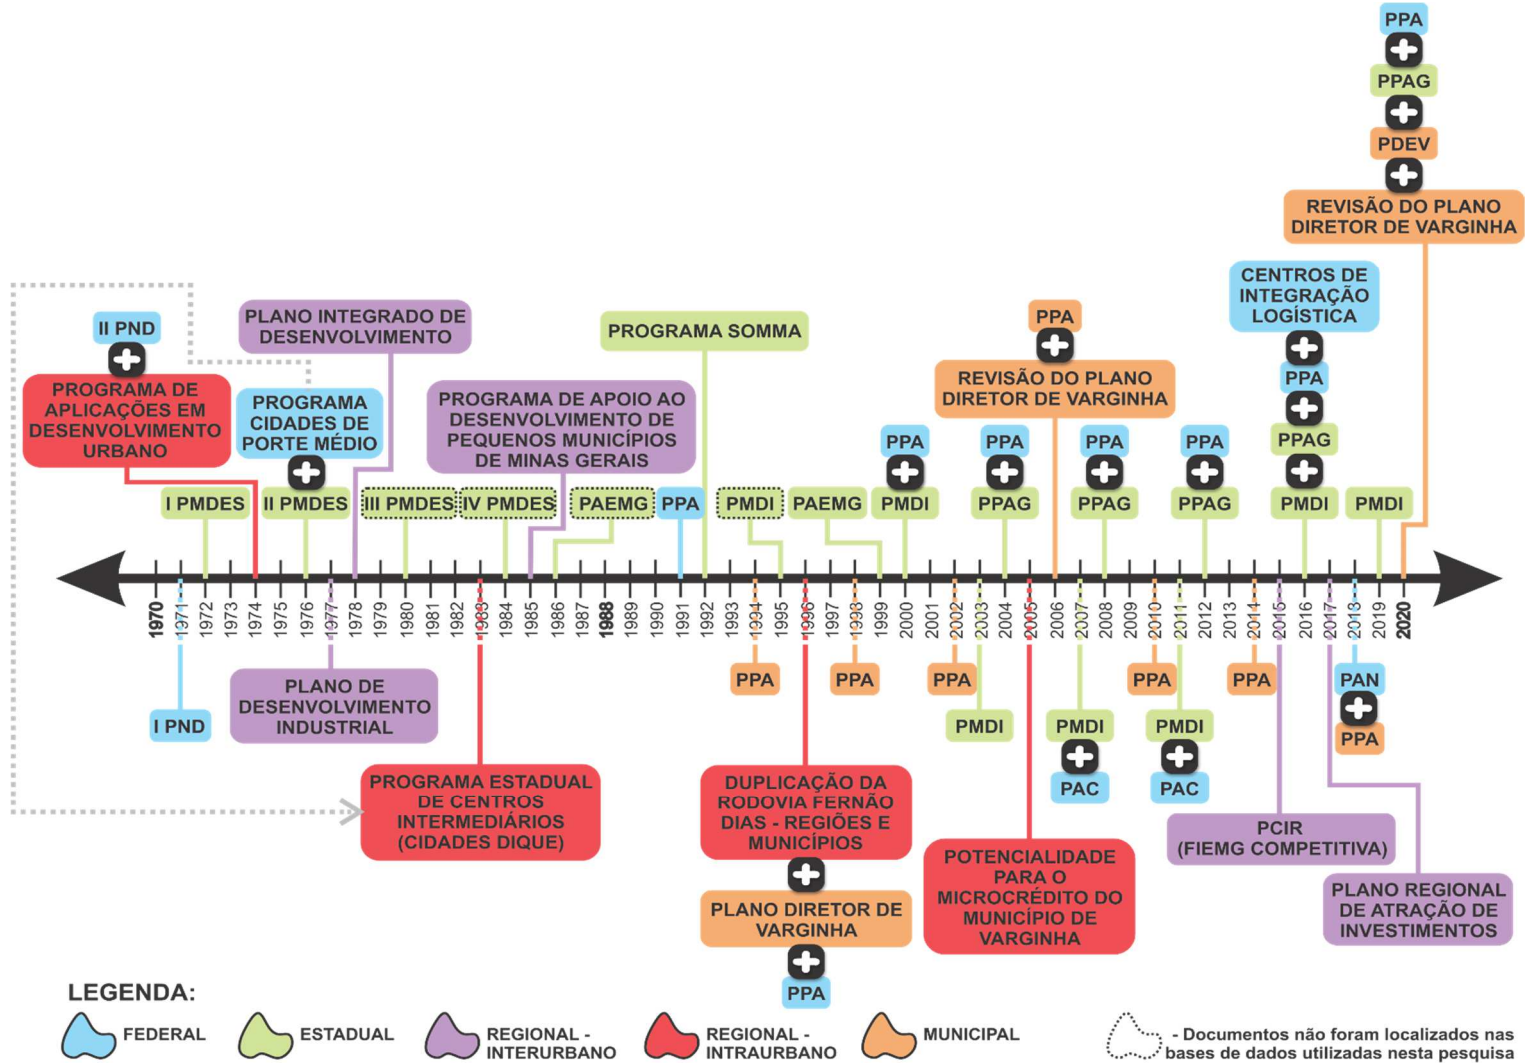 PPA
PPAG
PDEV
REVISÃO DO PLANO
DIRETOR DE VARGINHA
CENTROS DE
INTEGRAÇÃO
LOGÍSTICA
PPA
PPAG
PMDI
PMDI
II PND
PROGRAMA DE
APLICAÇÕES EM
DESENVOLVIMENTO
URBANO
PLANO INTEGRADO DE
DESENVOLVIMENTO
PROGRAMA
CIDADES DE
PORTE MÉDIO
PROGRAMA SOMMA
PROGRAMA DE APOIO AO
DESENVOLVIMENTO DE
PEQUENOS MUNICÍPIOS
DE MINAS GERAIS
PPA
REVISÃO DO PLANO
DIRETOR DE VARGINHA
PPA
PPA
PPA
PPA
I PMDES
II PMDES
III PMDES
IV PMDES
PAEMG
PPA
PMDI
PAEMG
PMDI
PPAG
PPAG
PPAG
1970
1971
1972
1973
1974
1975
1976
1977
1978
1979
1980
1981
1982
1983
1984
1985
1986
1987
1988
1989
1990
1991
1992
1993
1994
1995
1996
1997
1998
1999
2000
2001
2002
2003
2004
2005
2006
2007
2008
2009
2010
2011
2012
2013
2014
2015
2016
2017
2018
2019
2020
I PND
PLANO DE
DESENVOLVIMENTO
INDUSTRIAL
PROGRAMA ESTADUAL
DE CENTROS
INTERMEDIÁRIOS
(CIDADES DIQUE)
PPA
DUPLICAÇÃO DA
RODOVIA FERNÃO
DIAS - REGIÕES E
MUNICÍPIOS
PLANO DIRETOR DE
VARGINHA
PPA
PPA
PPA
PMDI
POTENCIALIDADE
PARA O
MICROCRÉDITO DO
MUNICÍPIO DE
VARGINHA
PMDI
PAC
PPA
PMDI
PAC
PPA
PCIR
(FIEMG COMPETITIVA)
PLANO REGIONAL
DE ATRAÇÃO DE
INVESTIMENTOS
PAN
PPA
LEGENDA:
FEDERAL
ESTADUAL
REGIONAL -
INTERURBANO
REGIONAL -
INTRAURBANO
MUNICIPAL
- Documentos não foram localizados nas
bases de dados utilizadas nesta pesquisa